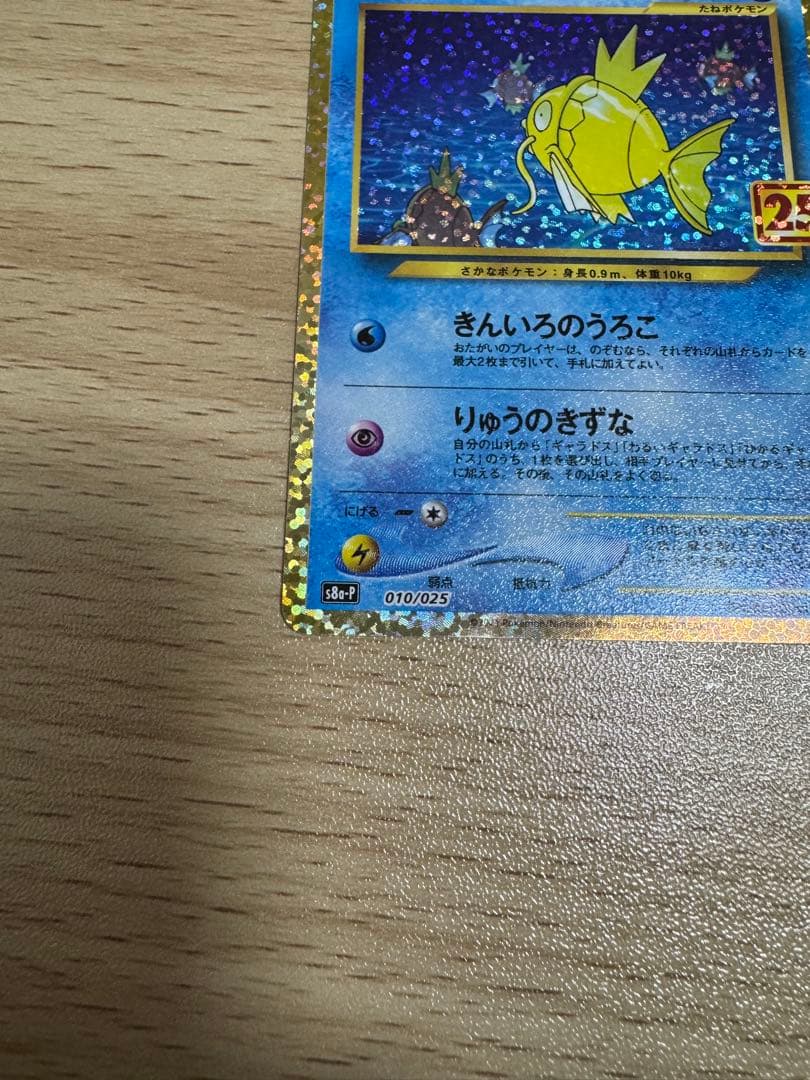 たねポケモン
25
さかなポケモン：身長0.9m、体重10kg
きんいろのうろこ
おたがいのプレイヤーは、のぞむなら、それぞれの山札からカードを
最大2枚まで引いて、手札に加えてよい。
りゅうのきずな
自分の山札から「ギャラドス」「わるいギャラドス」「ひかるギャ
ドス」のうち、1枚を選び出し、相手プレイヤーに見せてから、
に加える。その後、その山札をよく
にげる
弱点
抵抗力
s8a-P
010/025
Pokémon/Nintendo Creatures/GAME FREAK